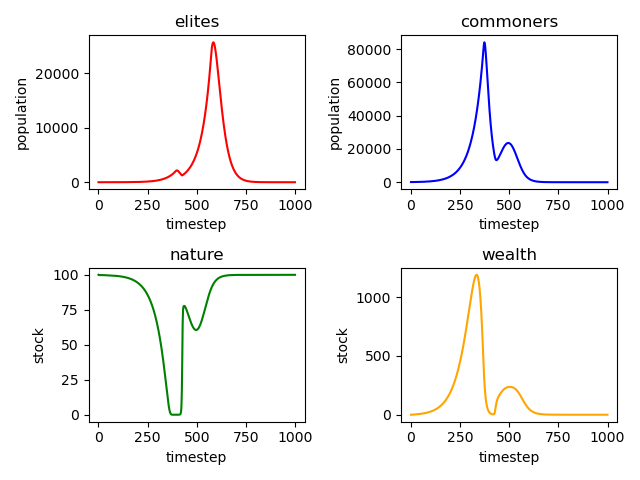 elites
population
20000
10000
0
0 250 500 750 1000
timestep
commoners
population
80000
60000
40000
20000
0
0 250 500 750 1000
timestep
nature
stock
100
75
50
25
0
0 250 500 750 1000
timestep
wealth
stock
1000
500
0
0 250 500 750 1000
timestep